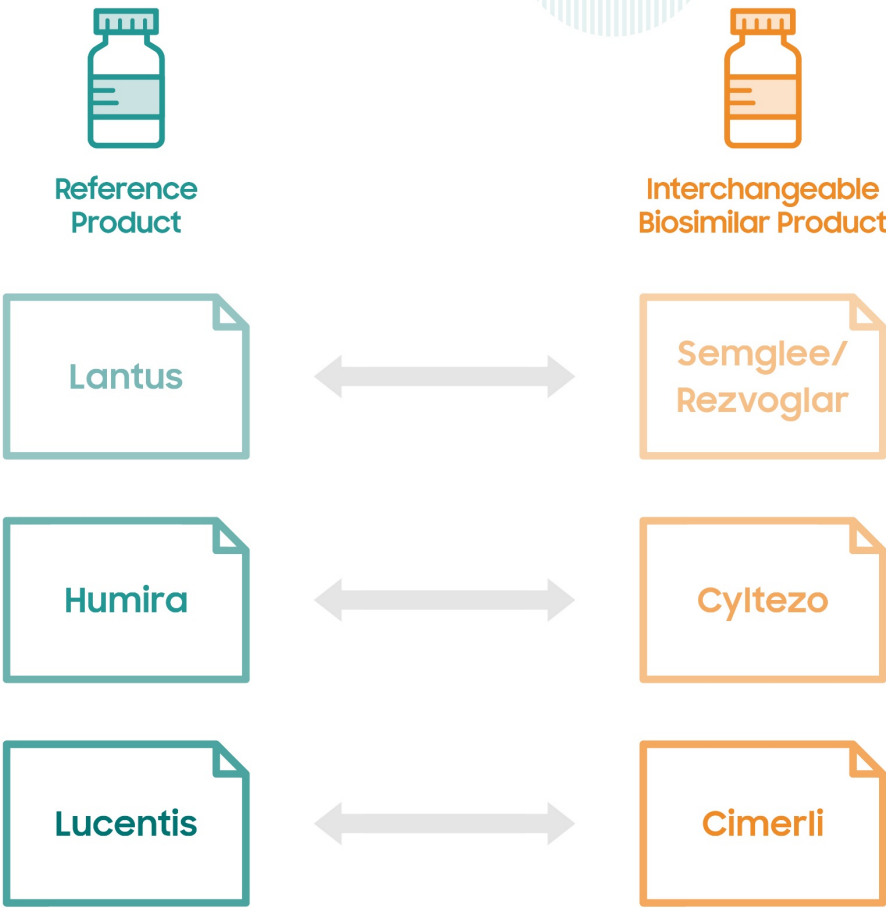 Reference
Product
Interchangeable
Biosimilar Product
Lantus
Semglee/
Rezvoglar
Humira
Cyltezo
Lucentis
Cimerli